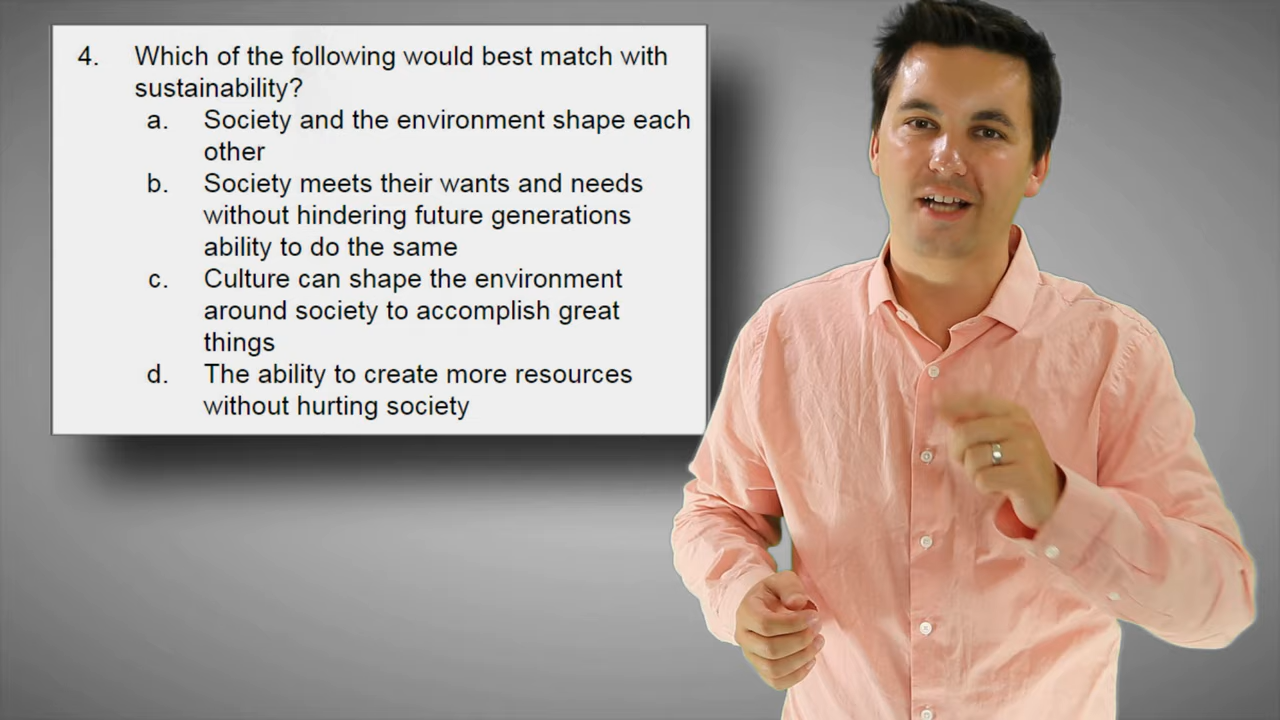 4. Which of the following would best match with
sustainability?
a. Society and the environment shape each
other
b. Society meets their wants and needs
without hindering future generations
ability to do the same
c. Culture can shape the environment
around society to accomplish great
things
d. The ability to create more resources
without hurting society